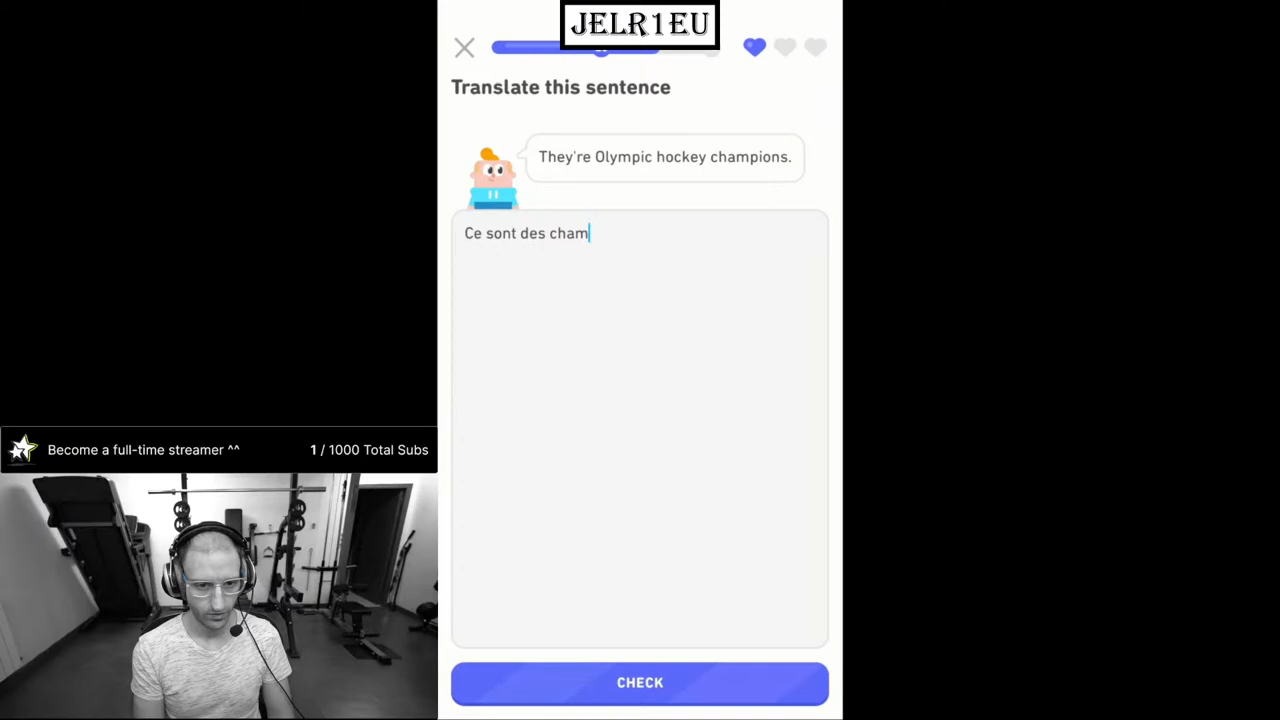 JELR1EU
Translate this sentence
They're Olympic hockey champions.
Ce sont des cham
Become a full-time streamer ^^ 1 / 1000 Total Subs
CHECK